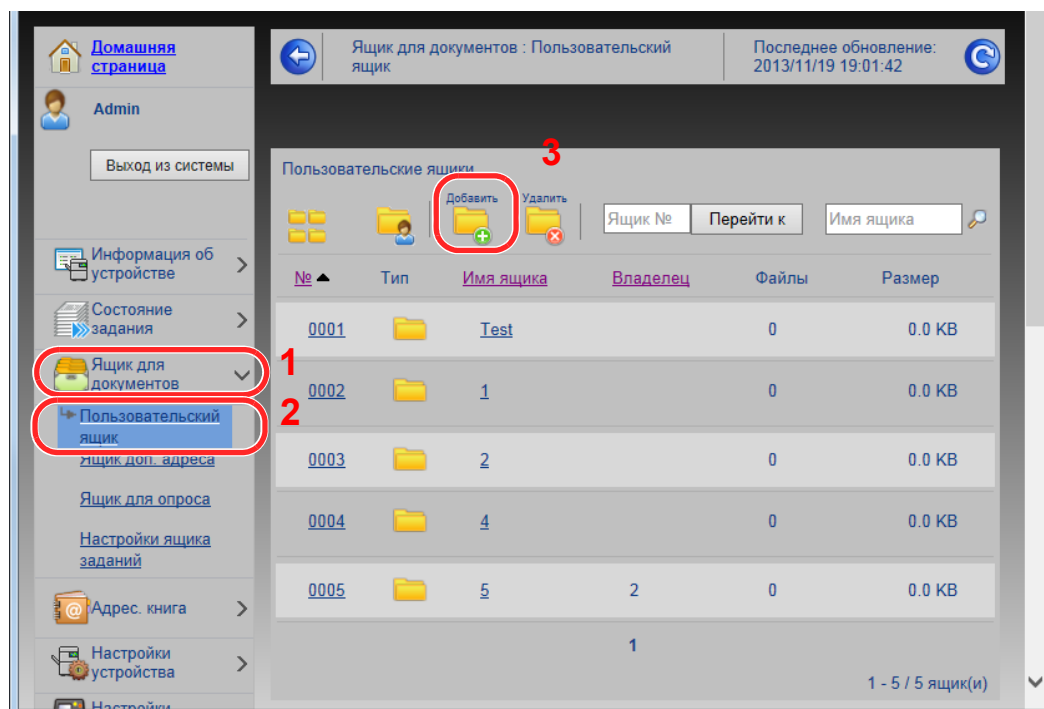 Домашняя
страница
Admin
Выход из системы
Информация об
устройстве
Состояние
задания
Ящик для
документов
1
Пользовательский
ящик
2
Ящик доп. адреса
Ящик для опроса
Настройки ящика
заданий
Адрес. книга
Настройки
устройства
Настройки
Ящик для документов : Пользовательский
ящик
Последнее обновление:
2013/11/19 19:01:42
Пользовательские ящики
3
Добавить Удалить
Ящик № Перейти к Имя ящика
№ Тип Имя ящика Владелец Файлы Размер
0001 Test 0 0.0 KB
0002 1 0 0.0 KB
0003 2 0 0.0 KB
0004 4 0 0.0 KB
0005 5 2 0 0.0 KB
1
1 - 5 / 5 ящик(и)